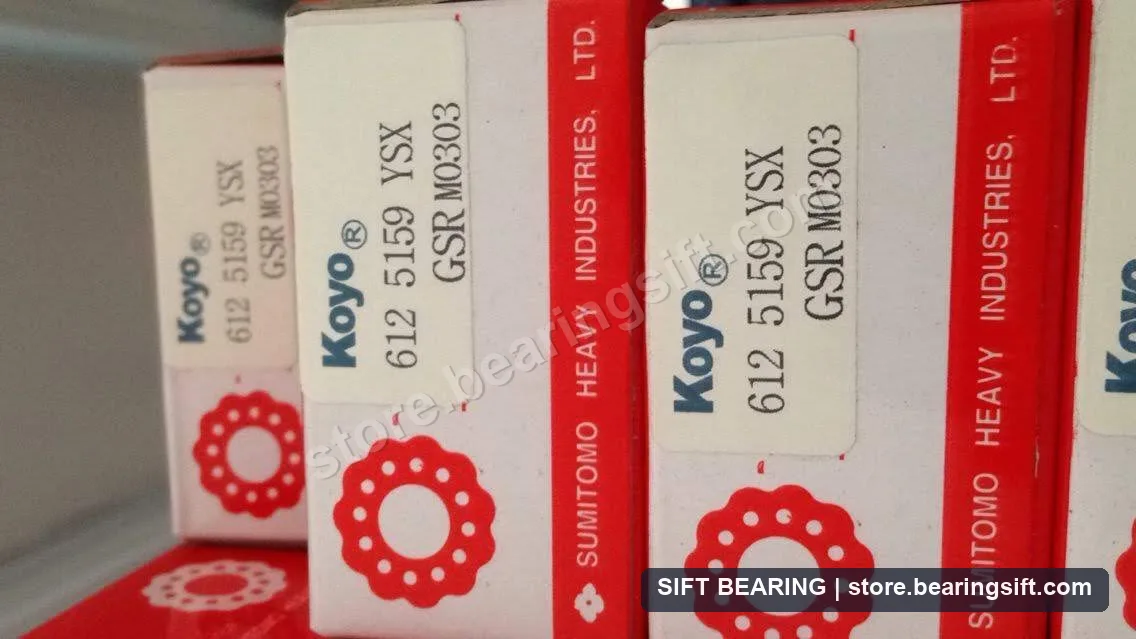 Koyo®
612 5159 YSX
GSR M0303
Koyo®
612 5159 YSX
GSR M0303
SUMITOMO HEAVY INDUSTRIES, LTD.
Koyo®
612 5159 YSX
GSR M0303
SUMITOMO HEAVY INDUSTRIES, LTD.
Koyo
store.bearingsift.com
SIFT BEARING | store.bearingsift.com